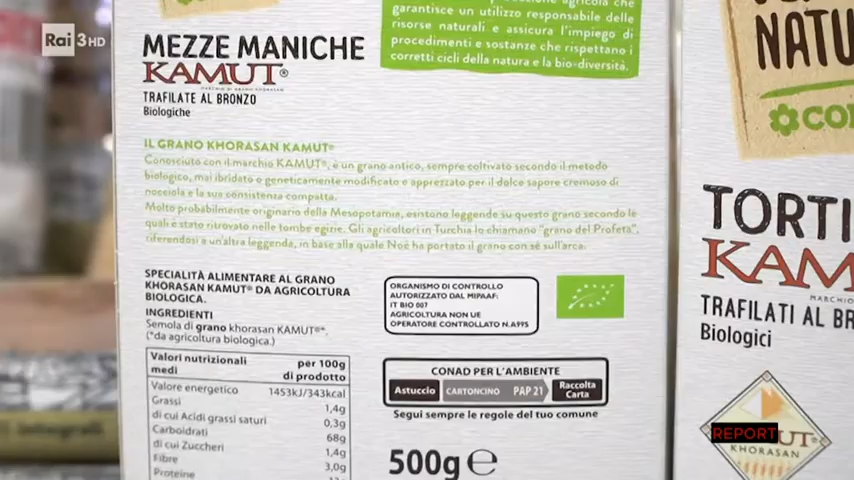 Rai 3HD
garantisce un utilizzo responsabile delle
risorse naturali e assicura l'impiego di
procedimenti e sostanze che rispettano i
corretti cicli della natura e la bio-diversità.
MEZZE MANICHE
KAMUT®
MARCHIO DI GRANO KHORASAN
TRAFILATE AL BRONZO
Biologiche
IL GRANO KHORASAN KAMUT®
Conosciuto con il marchio KAMUT®, è un grano antico, sempre coltivato secondo il metodo
biologico, mai ibridato o geneticamente modificato e apprezzato per il dolce sapore cremoso di
nocciola e la sua consistenza compatta.
Molto probabilmente originario della Mesopotamia, esistono leggende su questo grano secondo le
quali è stato ritrovato nelle tombe egizie. Gli agricoltori in Turchia lo chiamano "grano del Profeta",
riferendosi a un'altra leggenda, in base alla quale Noè ha portato il grano con sé sull'arca.
SPECIALITÀ ALIMENTARE AL GRANO
KHORASAN KAMUT® DA AGRICOLTURA
BIOLOGICA.
INGREDIENTI
Semola di grano khorasan KAMUT®*.
(*da agricoltura biologica.)
Valori nutrizionali medi per 100g di prodotto
Valore energetico 1453kJ/343kcal
Grassi 1,4g
di cui Acidi grassi saturi 0,3g
Carboidrati 68g
di cui Zuccheri 1,4g
Fibre 3,0g
Proteine
ORGANISMO DI CONTROLLO
AUTORIZZATO DAL MIPAAF:
IT BIO 007
AGRICOLTURA NON UE
OPERATORE CONTROLLATO N.A995
CONAD PER L'AMBIENTE
Astuccio CARTONCINO PAP 21 Raccolta Carta
Segui sempre le regole del tuo comune
500g ℮
NATU
CON
TORTI
KAM
MARCHIO
TRAFILATI AL BR
Biologici
REPORT
UT®
KHORASAN